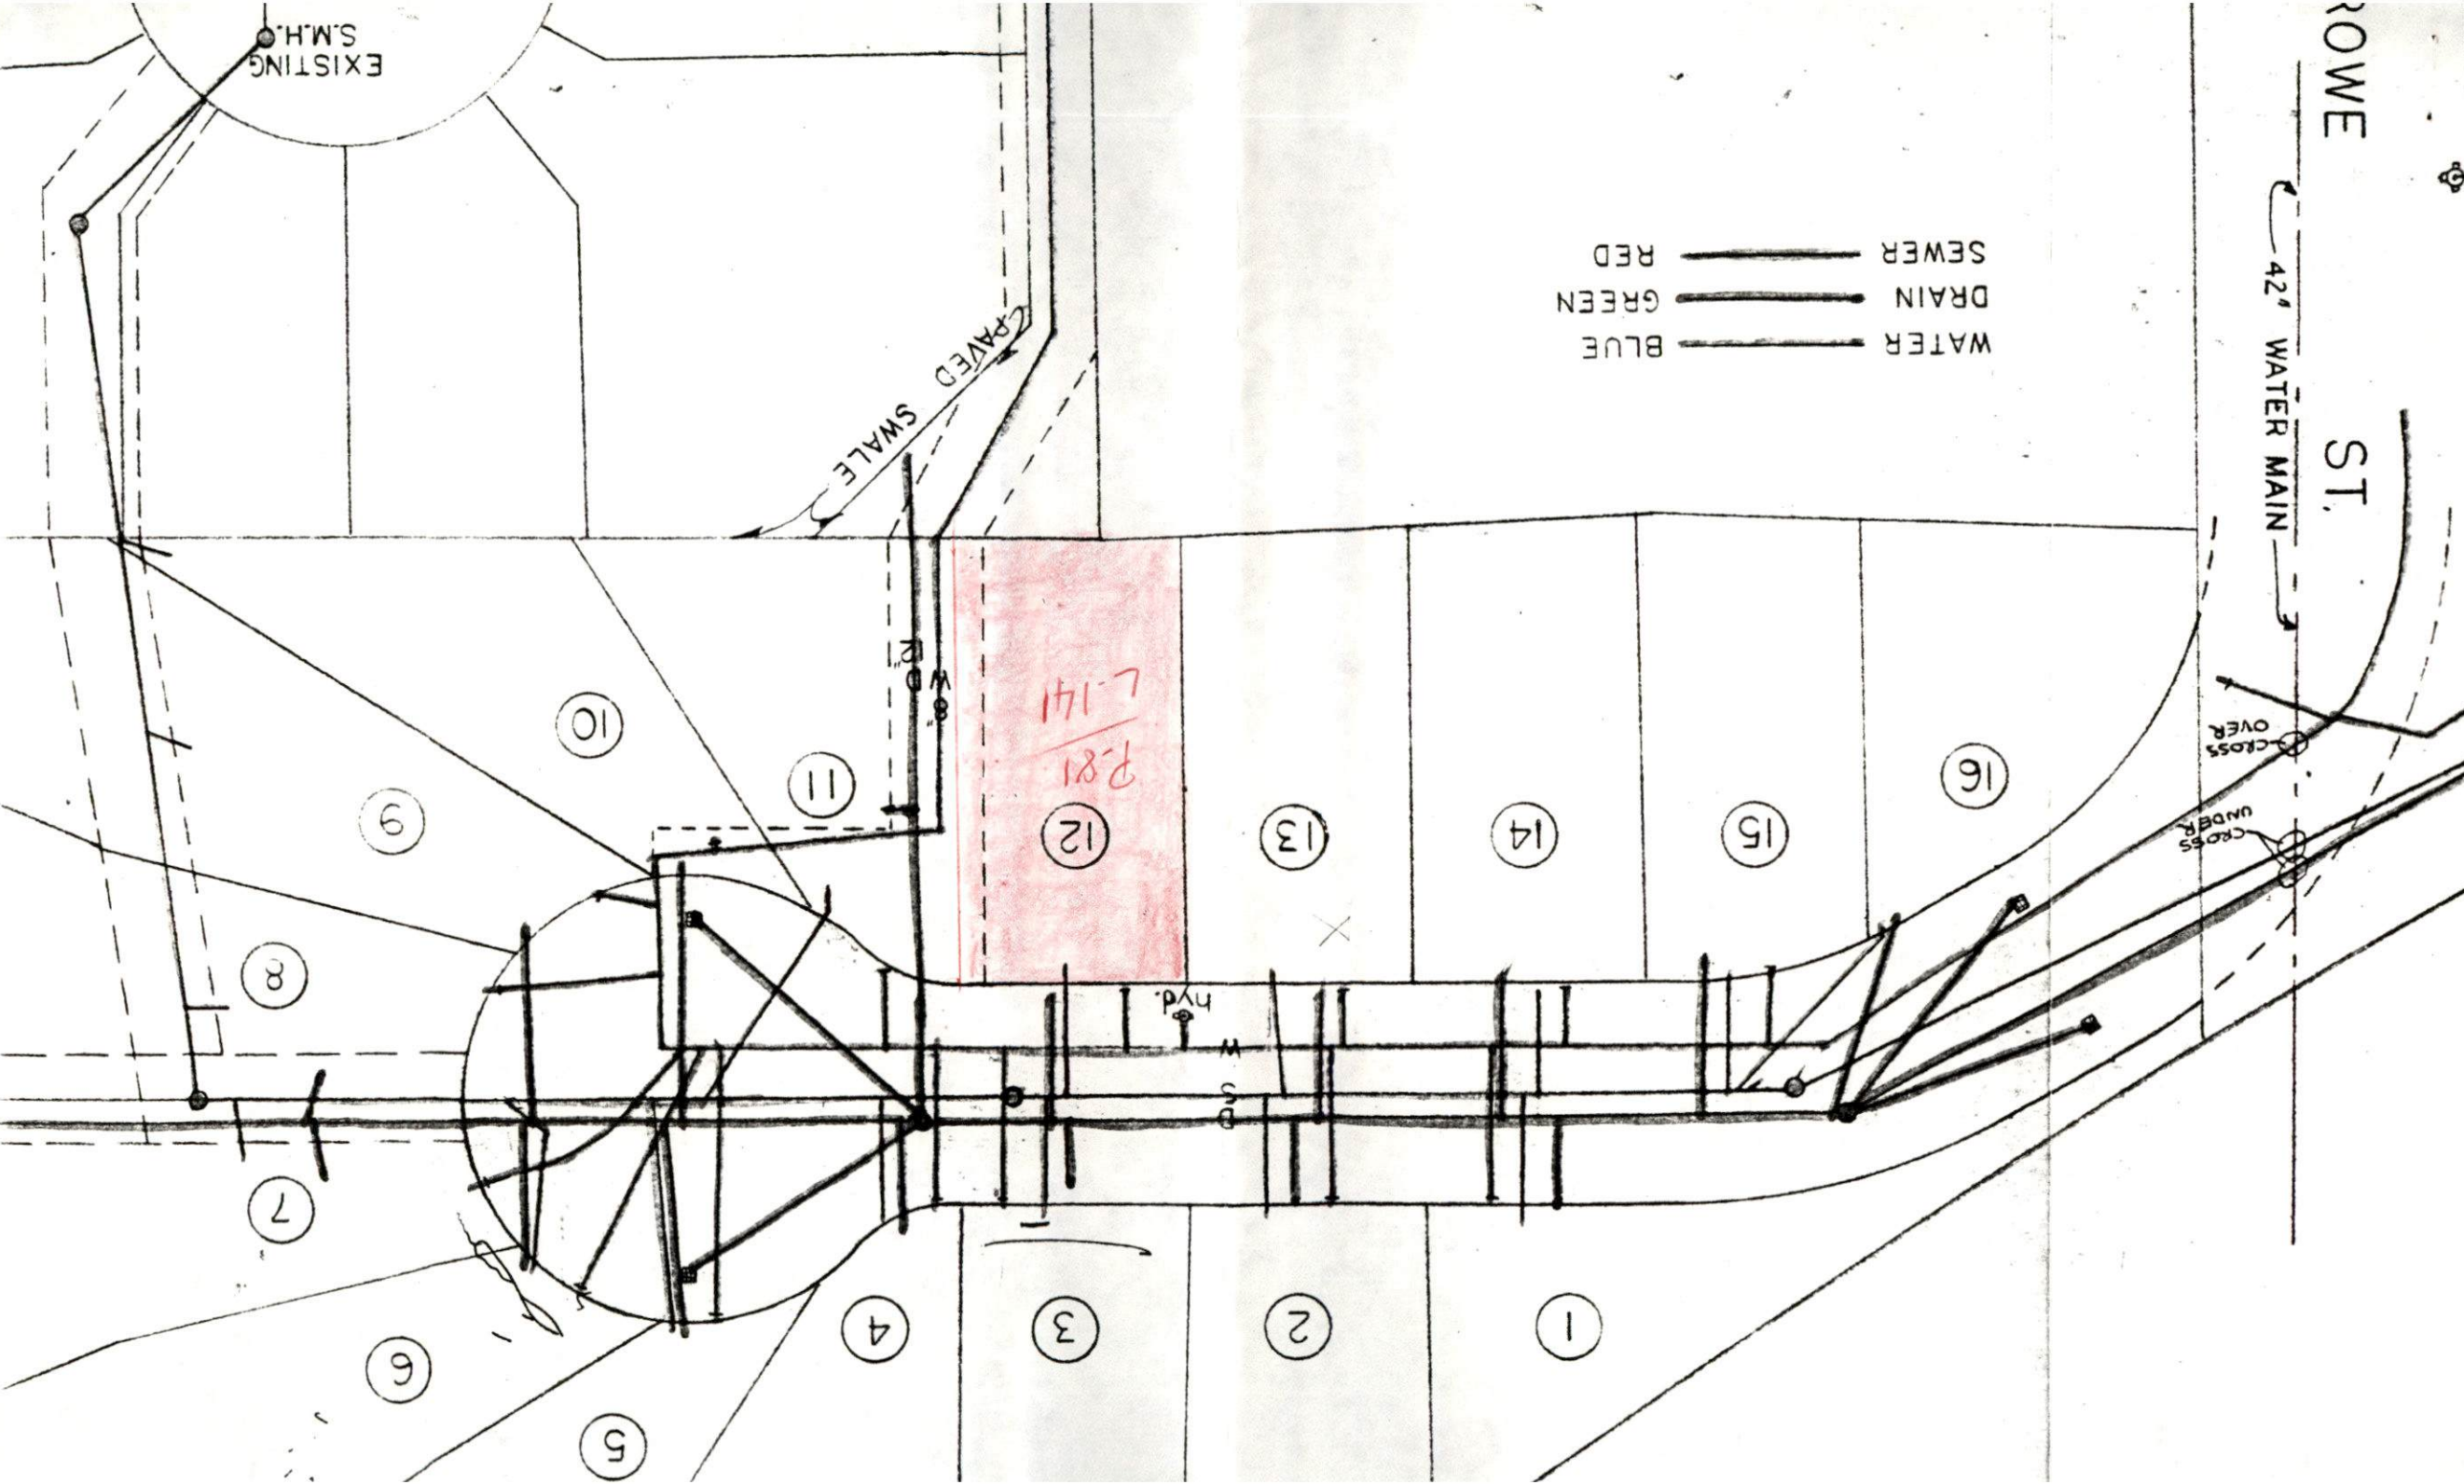 EXISTING
S.M.H.
ROWE
ST.
42" WATER MAIN
SEWER RED
DRAIN GREEN
WATER BLUE
PAVED
SWALE
W 8"
D
CROSS
OVER
CROSS
UNDER
P-81
L-141
hyd.
W
S
D
1
2
3
4
5
6
7
8
9
10
11
12
13
14
15
16